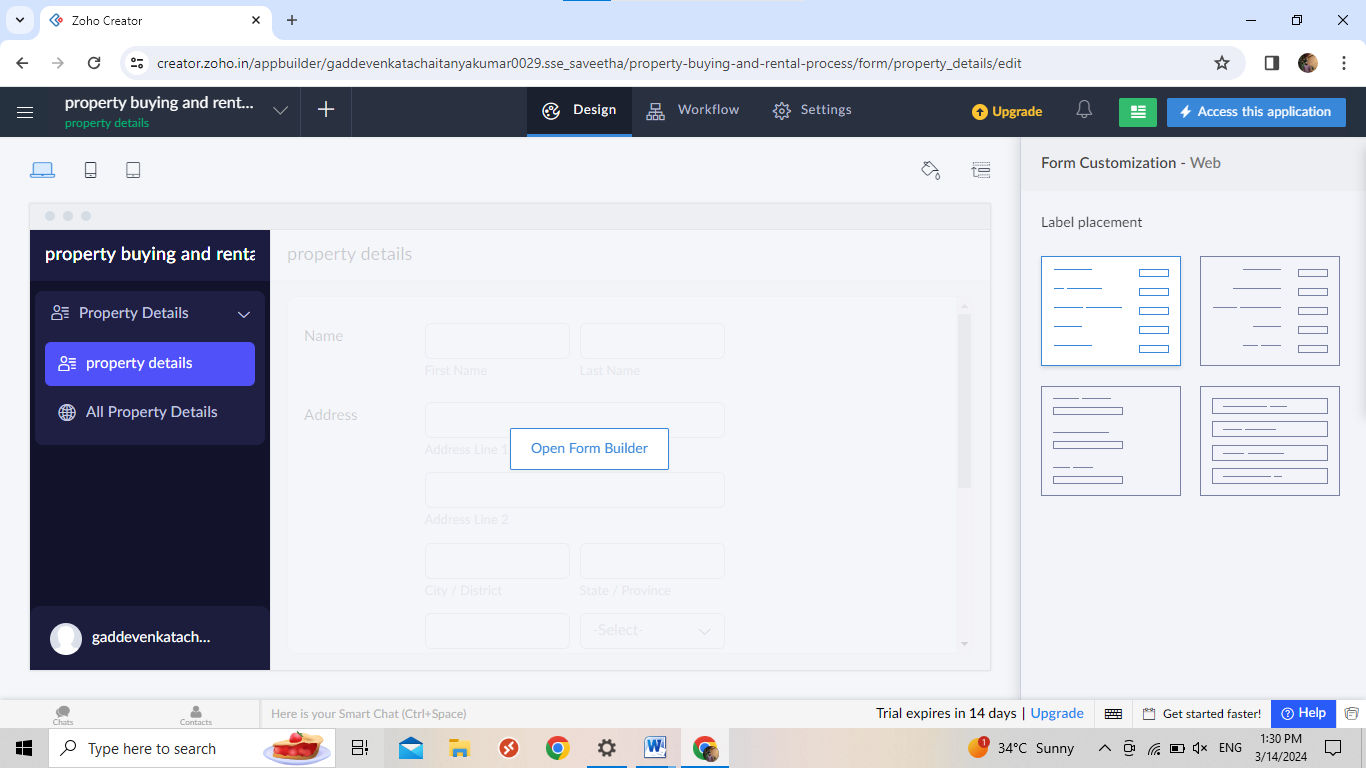 Zoho Creator
creator.zoho.in/appbuilder/gaddevenkatachaitanyakumar0029.sse_saveetha/property-buying-and-rental-process/form/property_details/edit
property buying and rent...
property details
Design
Workflow
Settings
Upgrade
Access this application
Form Customization - Web
Label placement
property buying and renta
Property Details
property details
All Property Details
gaddevenkatach...
property details
Name
First Name
Last Name
Address
Address Line 1
Open Form Builder
Address Line 2
City / District
State / Province
-Select-
Chats
Contacts
Here is your Smart Chat (Ctrl+Space)
Trial expires in 14 days | Upgrade
Get started faster!
Help
Type here to search
1
34°C Sunny
ENG
1:30 PM
3/14/2024